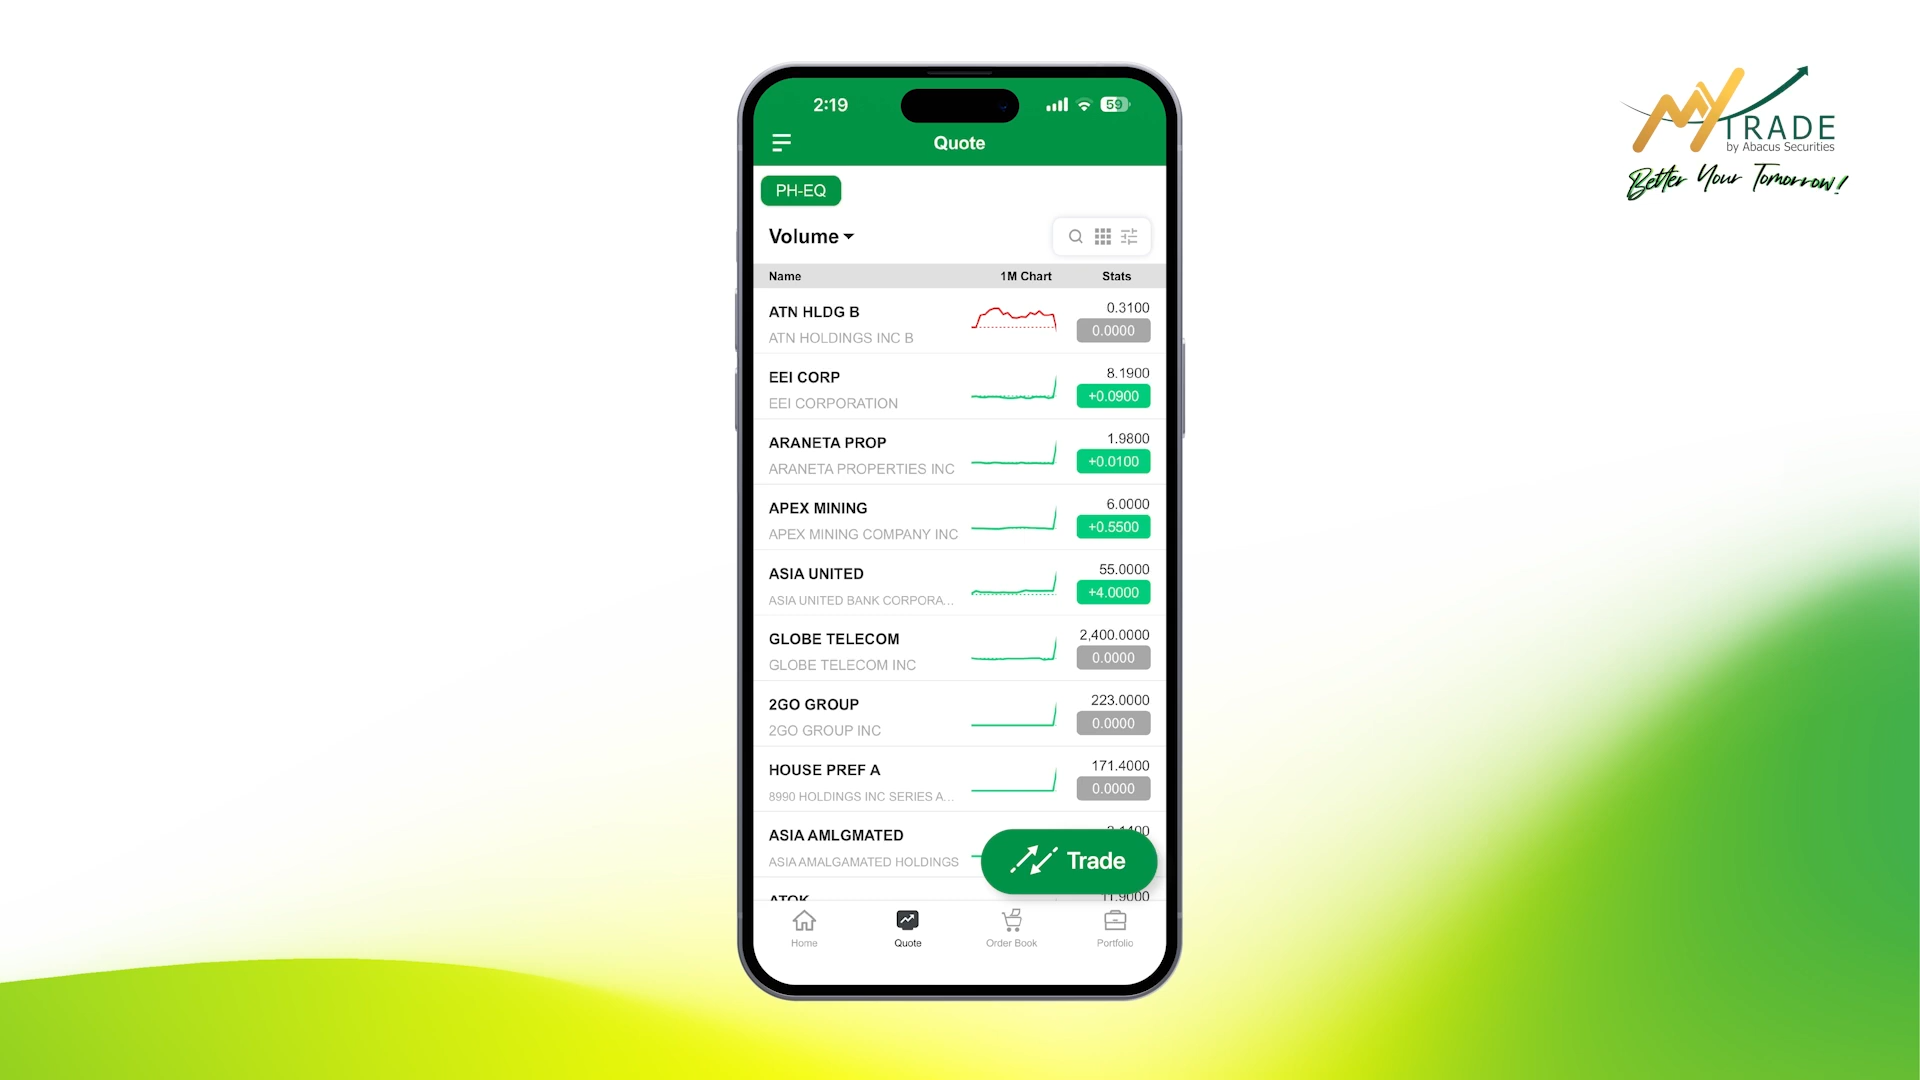 2:19
59
Quote
PH-EQ
Volume
Name 1M Chart Stats
ATN HLDG B 0.3100
ATN HOLDINGS INC B 0.0000
EEI CORP 8.1900
EEI CORPORATION +0.0900
ARANETA PROP 1.9800
ARANETA PROPERTIES INC +0.0100
APEX MINING 6.0000
APEX MINING COMPANY INC +0.5500
ASIA UNITED 55.0000
ASIA UNITED BANK CORPORA... +4.0000
GLOBE TELECOM 2,400.0000
GLOBE TELECOM INC 0.0000
2GO GROUP 223.0000
2GO GROUP INC 0.0000
HOUSE PREF A 171.4000
8990 HOLDINGS INC SERIES A... 0.0000
ASIA AMLGMATED
ASIA AMALGAMATED HOLDINGS
Trade
ATOK 11.9000
Home Quote Order Book Portfolio
MYTRADE
by Abacus Securities
Better Your Tomorrow!